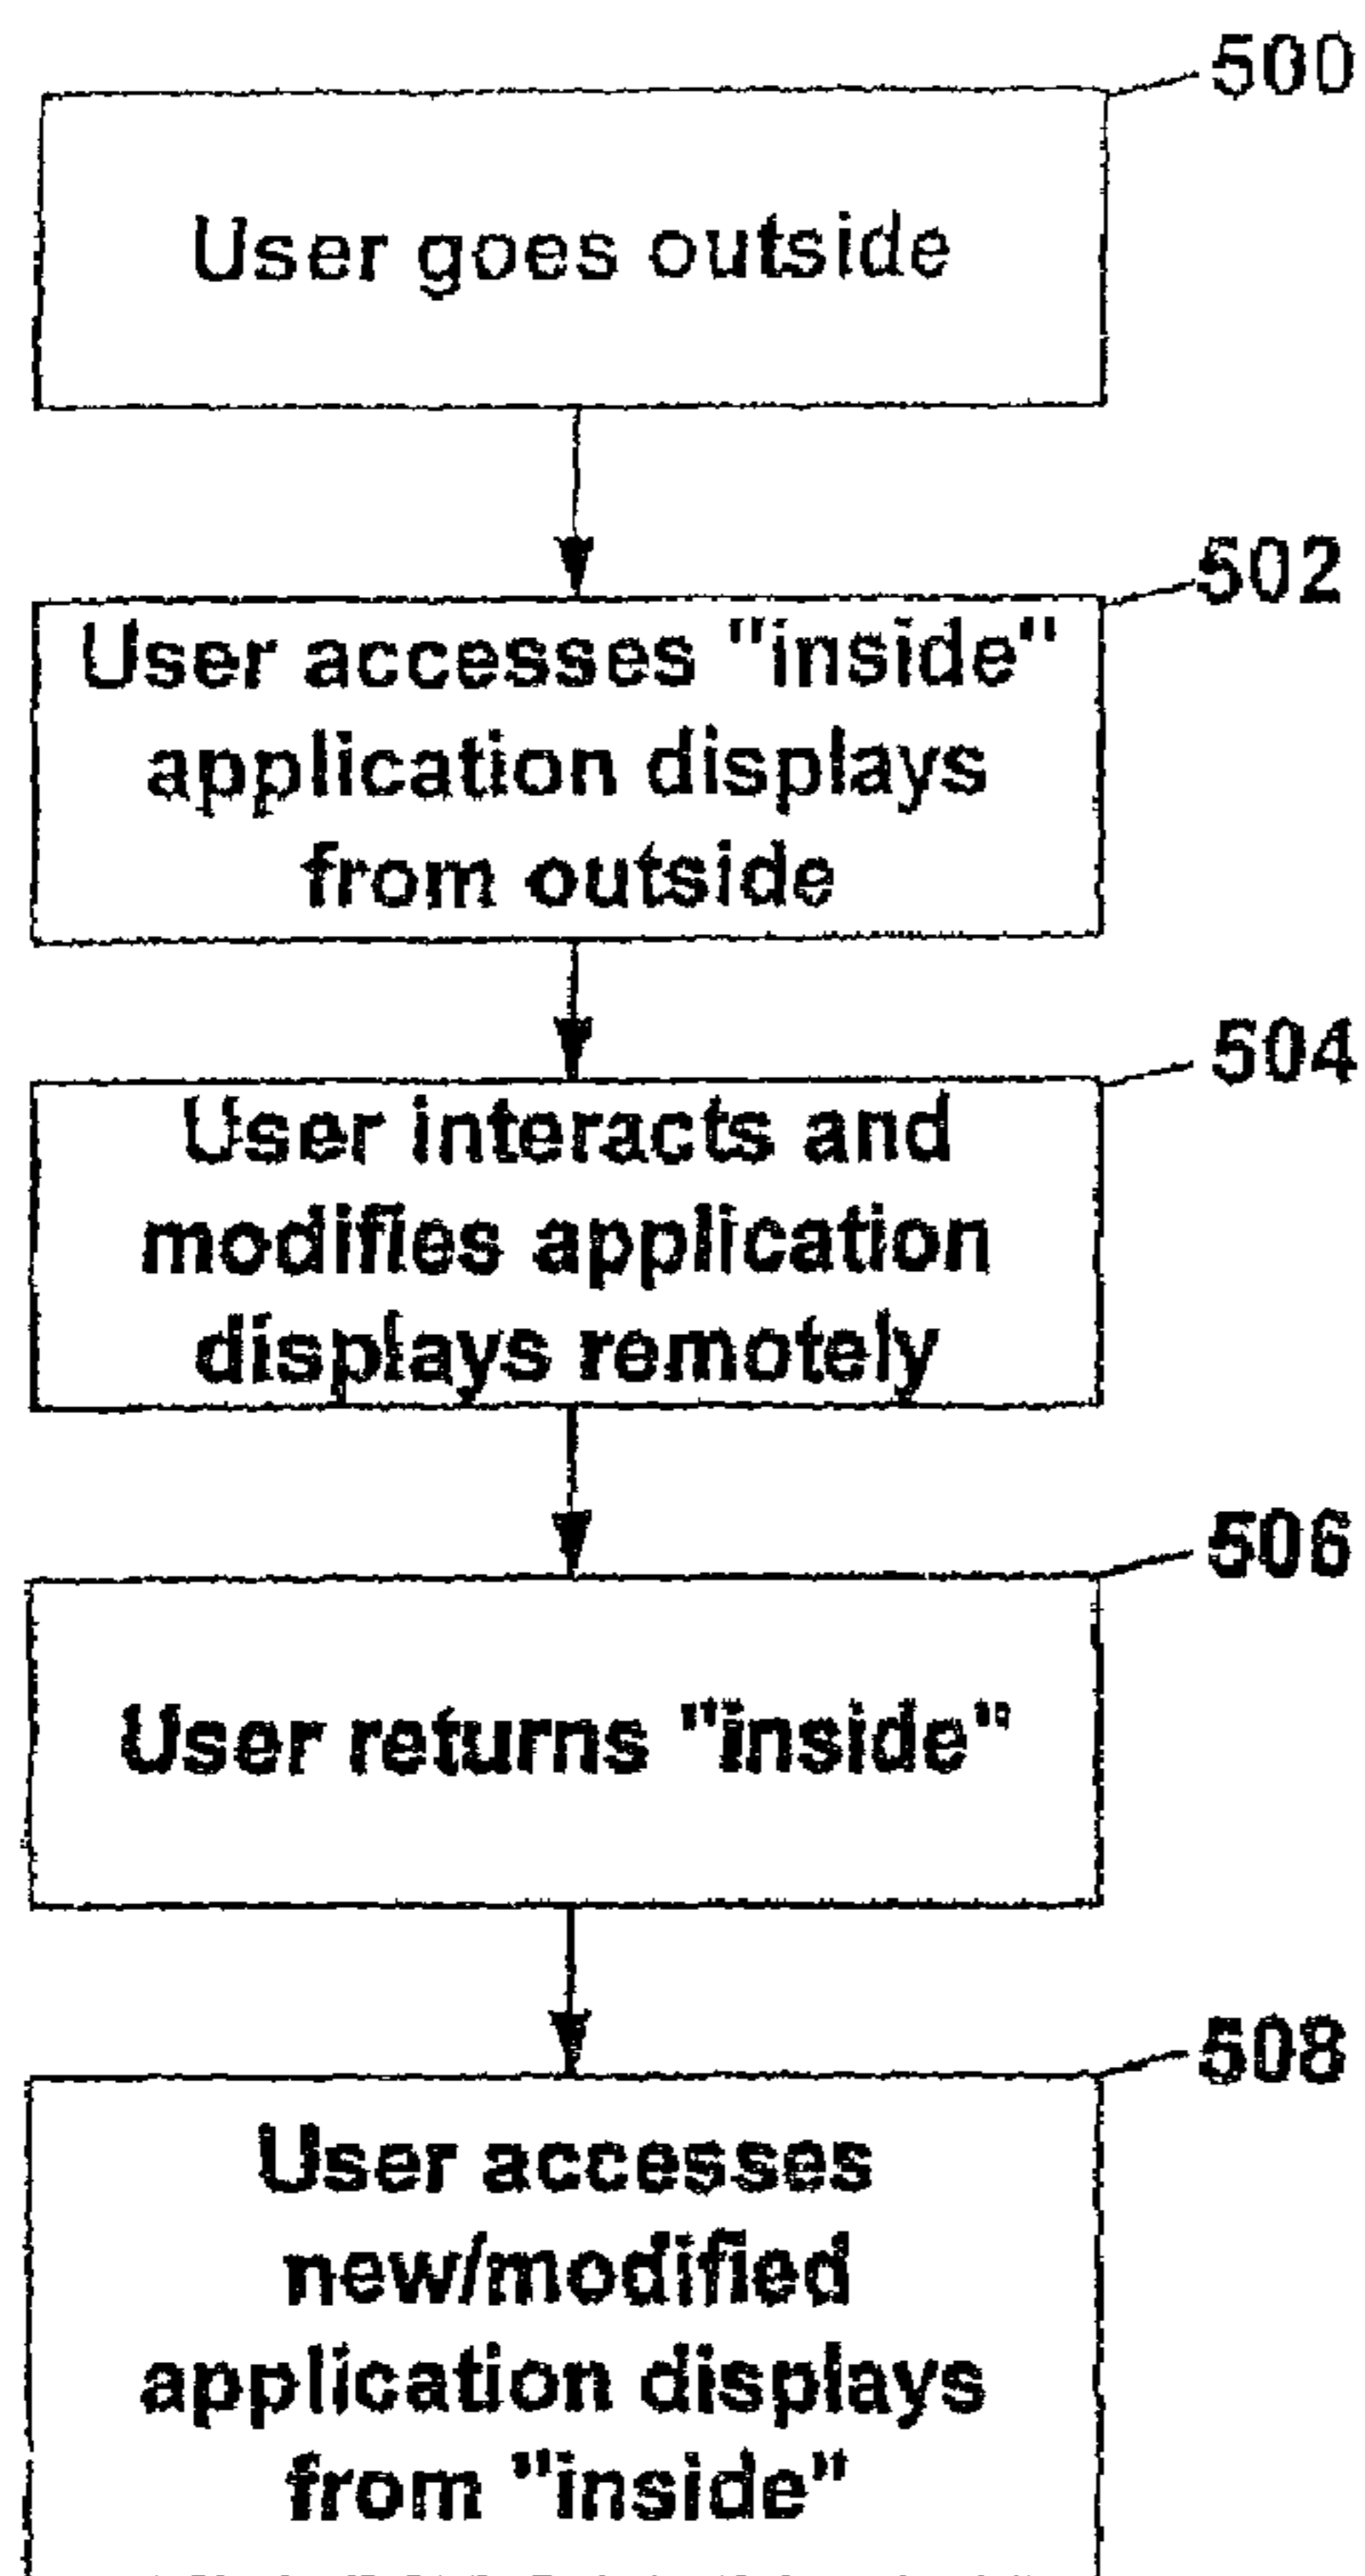 500
User goes outside
502
User accesses "inside"
application displays
from outside
504
User interacts and
modifies application
displays remotely
506
User returns "inside"
508
User accesses
new/modified
application displays
from "inside"